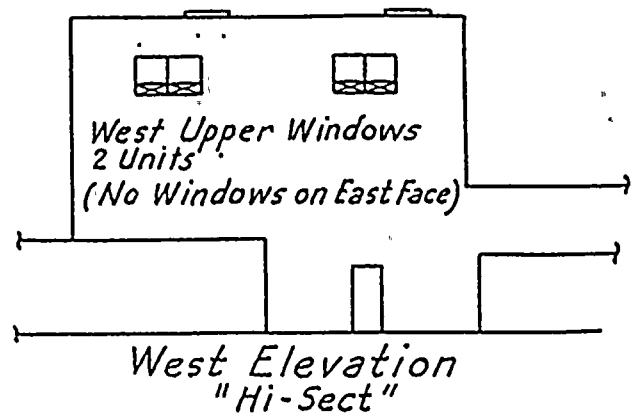 West Upper Windows
2 Units
(No Windows on East Face)
West Elevation
"Hi-Sect"